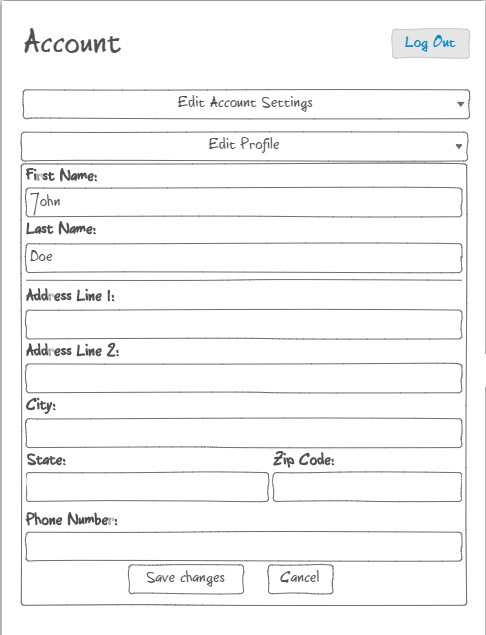 Account
Log Out
Edit Account Settings
Edit Profile
First Name:
John
Last Name:
Doe
Address Line 1:
Address Line 2:
City:
State: Zip Code:
Phone Number:
Save changes Cancel